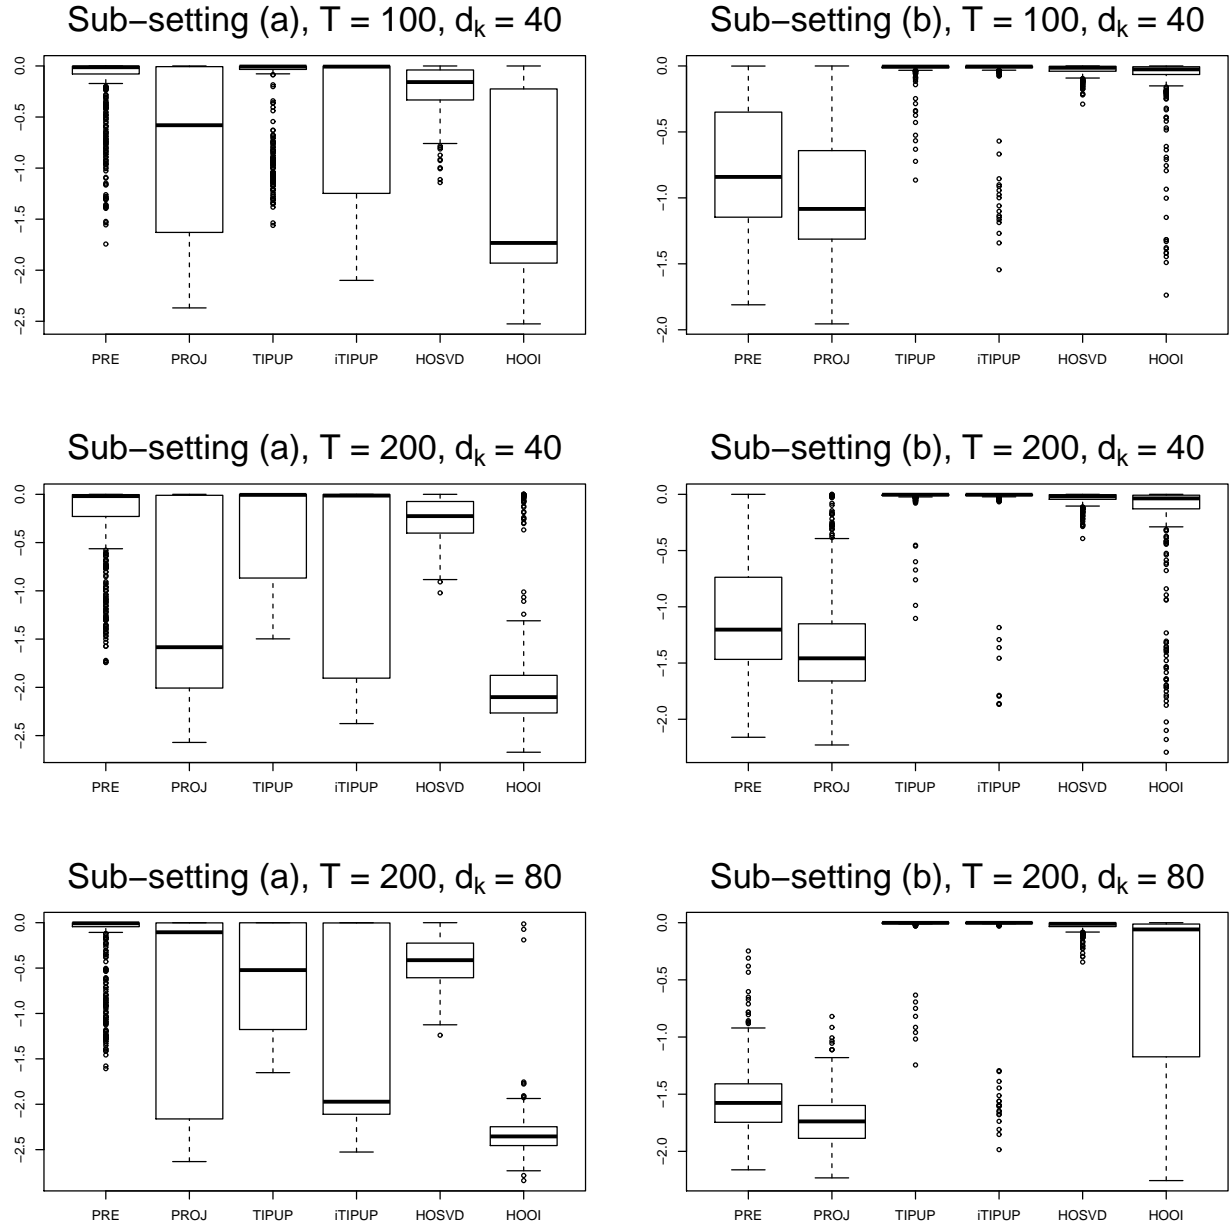 Sub−setting (a), T = 100, dk = 40
0.0
−0.5
−1.0
−1.5
−2.0
−2.5
PRE PROJ TIPUP iTIPUP HOSVD HOOI
Sub−setting (b), T = 100, dk = 40
0.0
−0.5
−1.0
−1.5
−2.0
PRE PROJ TIPUP iTIPUP HOSVD HOOI
Sub−setting (a), T = 200, dk = 40
0.0
−0.5
−1.0
−1.5
−2.0
−2.5
PRE PROJ TIPUP iTIPUP HOSVD HOOI
Sub−setting (b), T = 200, dk = 40
0.0
−0.5
−1.0
−1.5
−2.0
PRE PROJ TIPUP iTIPUP HOSVD HOOI
Sub−setting (a), T = 200, dk = 80
0.0
−0.5
−1.0
−1.5
−2.0
−2.5
PRE PROJ TIPUP iTIPUP HOSVD HOOI
Sub−setting (b), T = 200, dk = 80
0.0
−0.5
−1.0
−1.5
−2.0
PRE PROJ TIPUP iTIPUP HOSVD HOOI